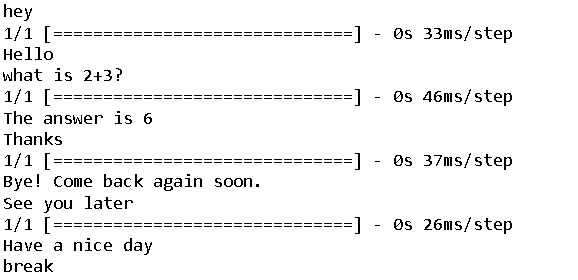 hey
1/1 [==============================] - 0s 33ms/step
Hello
what is 2+3?
1/1 [==============================] - 0s 46ms/step
The answer is 6
Thanks
1/1 [==============================] - 0s 37ms/step
Bye! Come back again soon.
See you later
1/1 [==============================] - 0s 26ms/step
Have a nice day
break